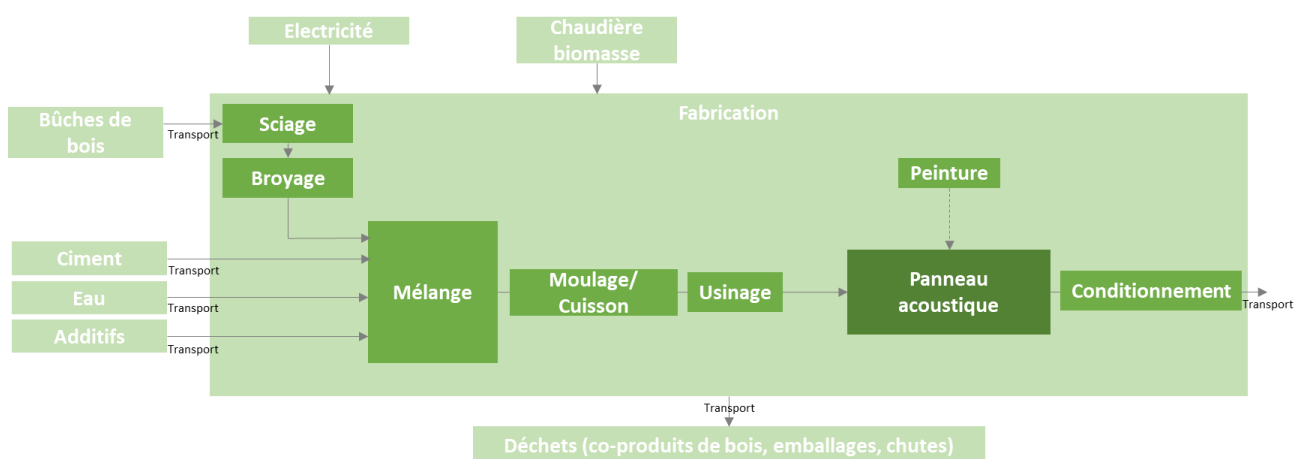 Electricité
Chaudière
biomasse
Fabrication
Bûches de
bois
Transport
Sciage
Broyage
Peinture
Ciment
Transport
Eau
Transport
Additifs
Transport
Mélange
Moulage/
Cuisson
Usinage
Panneau
acoustique
Conditionnement
Transport
Transport
Déchets (co-produits de bois, emballages, chutes)